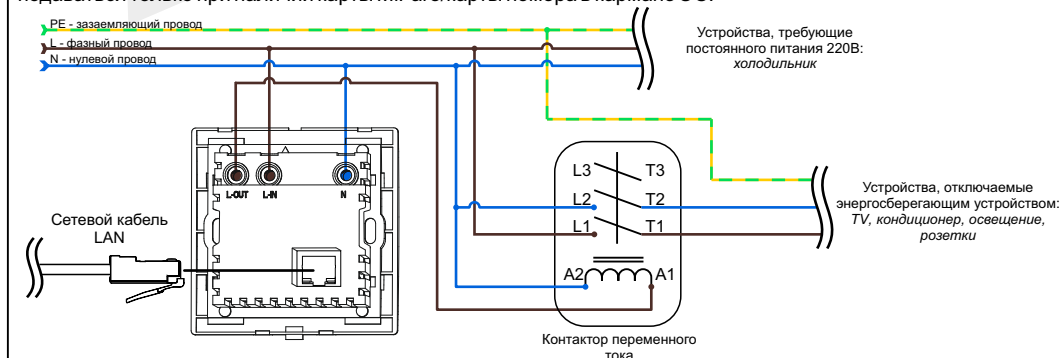 PE - зазаемляющий провод
L - фазный провод
N - нулевой провод
Устройства, требующие
постоянного питания 220В:
холодильник
L-OUT L-IN N
Сетевой кабель
LAN
L3 T3
L2 T2
L1 T1
A2 A1
Устройства, отключаемые
энергосберегающим устройством:
TV, кондиционер, освещение,
розетки
Контактор переменного
тока